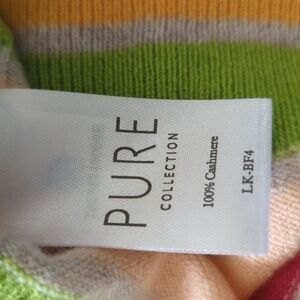 PURE
COLLECTION
100% Cashmere
LK-BF4